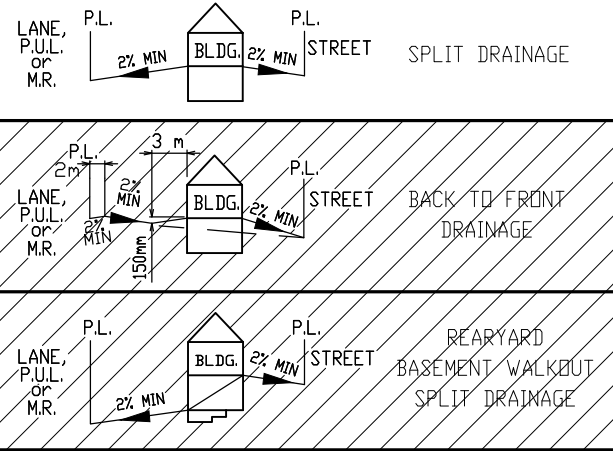 P.L.
P.L.
LANE,
P.U.L.
or
M.R.
2% MIN
BLDG.
2% MIN
STREET
SPLIT DRAINAGE
3 m
P.L.
2m
P.L.
2%
MIN
LANE,
P.U.L.
or
M.R.
2%
MIN
BLDG.
2% MIN
STREET
150mm
BACK TO FRONT
DRAINAGE
P.L.
P.L.
LANE,
P.U.L.
or
M.R.
2% MIN
BLDG.
2% MIN
STREET
REARYARD
BASEMENT WALKOUT
SPLIT DRAINAGE